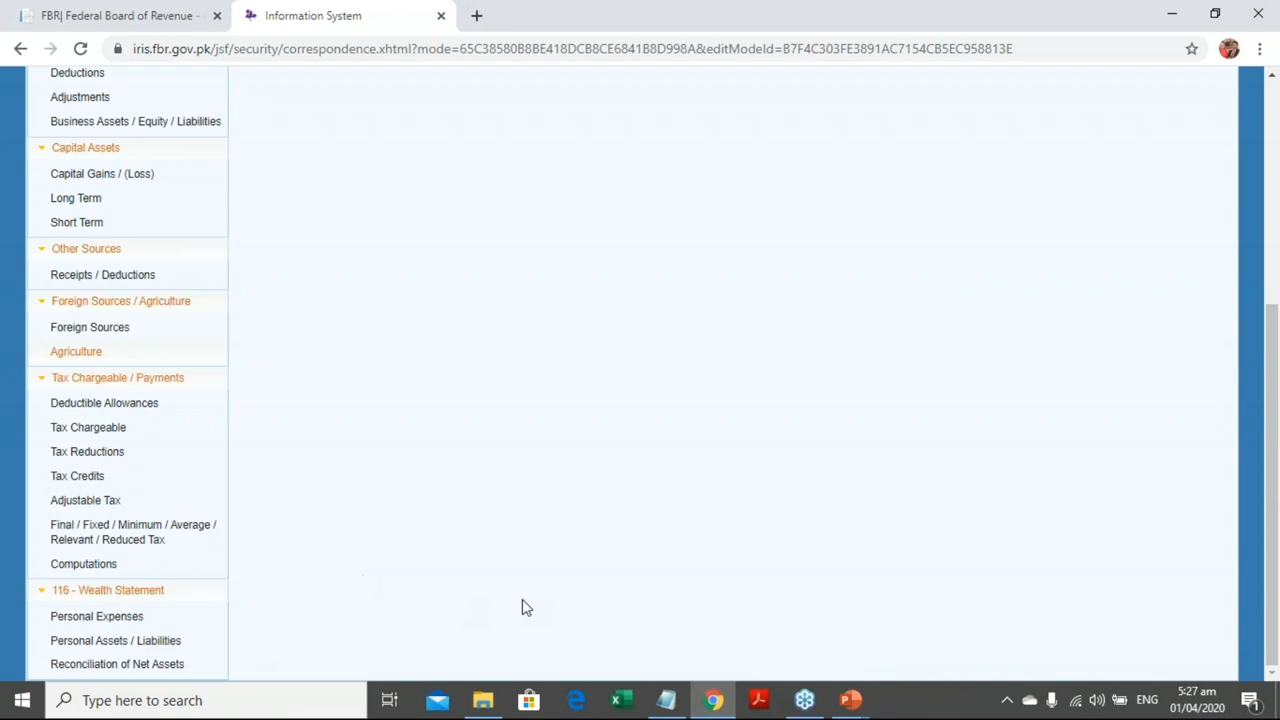 FBR| Federal Board of Revenue -
Information System
iris.fbr.gov.pk/jsf/security/correspondence.xhtml?mode=65C38580B8BE418DCB8CE6841B8D998A&editModeId=B7F4C303FE3891AC7154CB5EC958813E
Deductions
Adjustments
Business Assets / Equity / Liabilities
Capital Assets
Capital Gains / (Loss)
Long Term
Short Term
Other Sources
Receipts / Deductions
Foreign Sources / Agriculture
Foreign Sources
Agriculture
Tax Chargeable / Payments
Deductible Allowances
Tax Chargeable
Tax Reductions
Tax Credits
Adjustable Tax
Final / Fixed / Minimum / Average /
Relevant / Reduced Tax
Computations
116 - Wealth Statement
Personal Expenses
Personal Assets / Liabilities
Reconciliation of Net Assets
Type here to search
ENG
5:27 am
01/04/2020
1